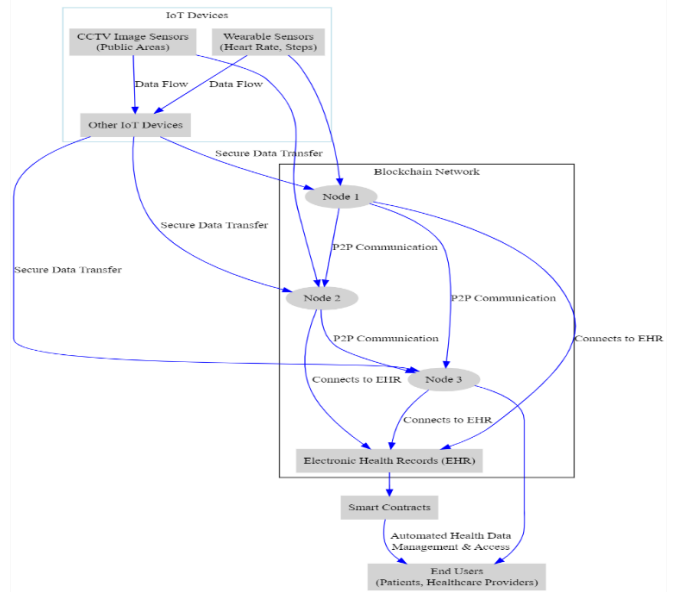 IoT Devices
CCTV Image Sensors
(Public Areas)
Wearable Sensors
(Heart Rate, Steps)
Data Flow
Data Flow
Other IoT Devices
Secure Data Transfer
Blockchain Network
Node 1
Secure Data Transfer
P2P Communication
Secure Data Transfer
Node 2
P2P Communication
P2P Communication
Connects to EHR
Connects to EHR
Node 3
Connects to EHR
Electronic Health Records (EHR)
Smart Contracts
Automated Health Data
Management & Access
End Users
(Patients, Healthcare Providers)